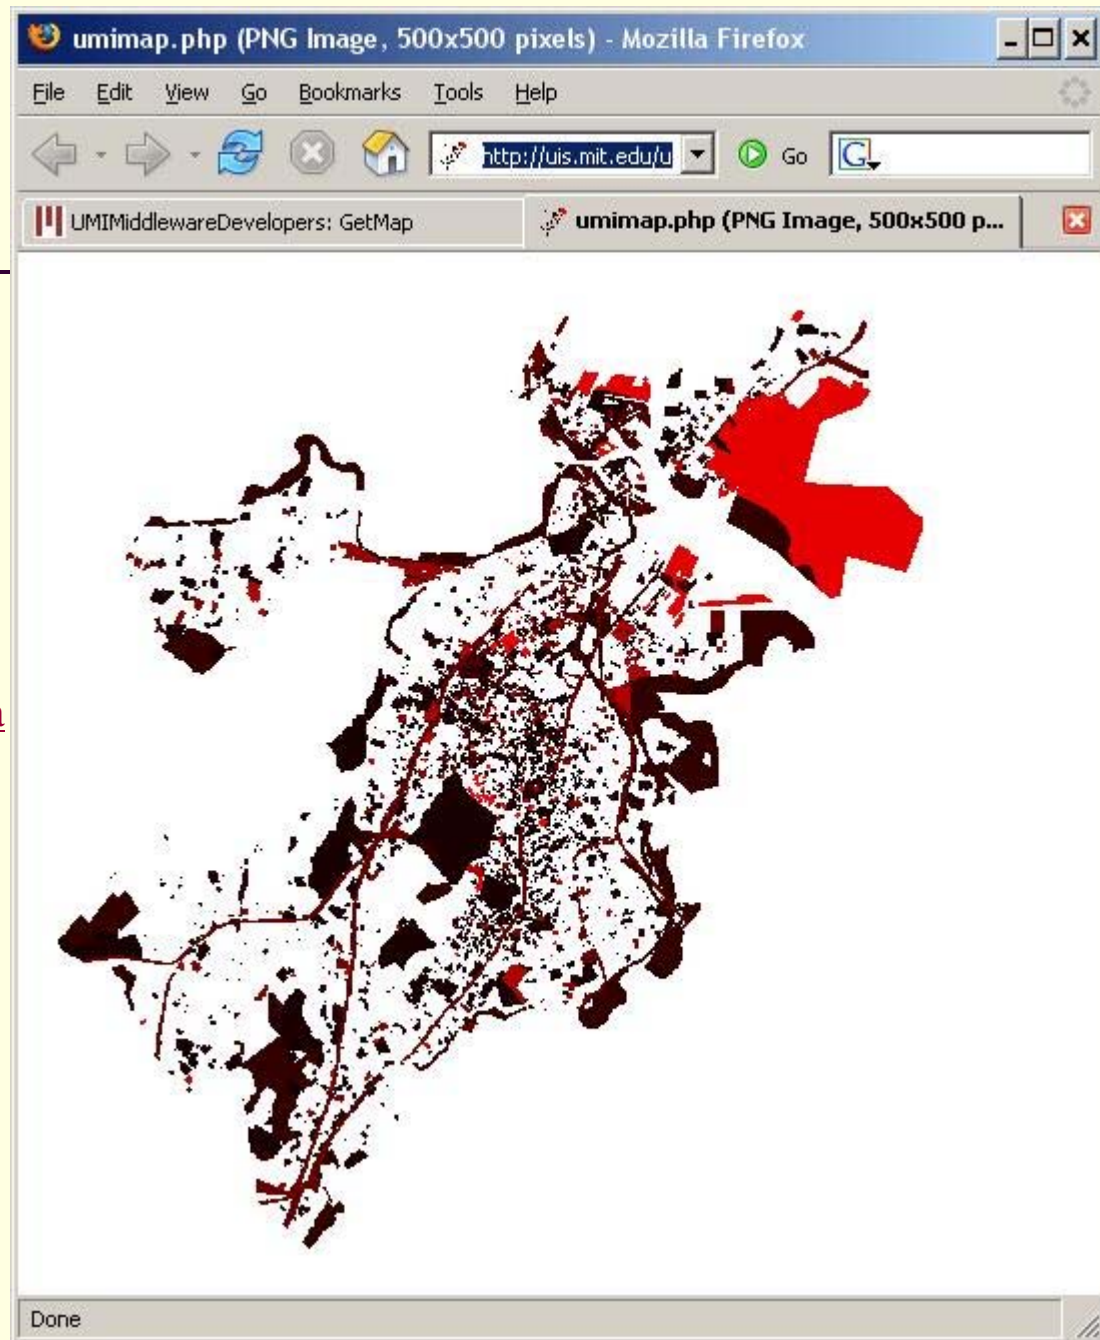 umimap.php (PNG Image, 500x500 pixels) - Mozilla Firefox
File Edit View Go Bookmarks Tools Help
http://uis.mit.edu/u Go G
UMIMiddlewareDevelopers: GetMap umimap.php (PNG Image, 500x500 p...
a
Done